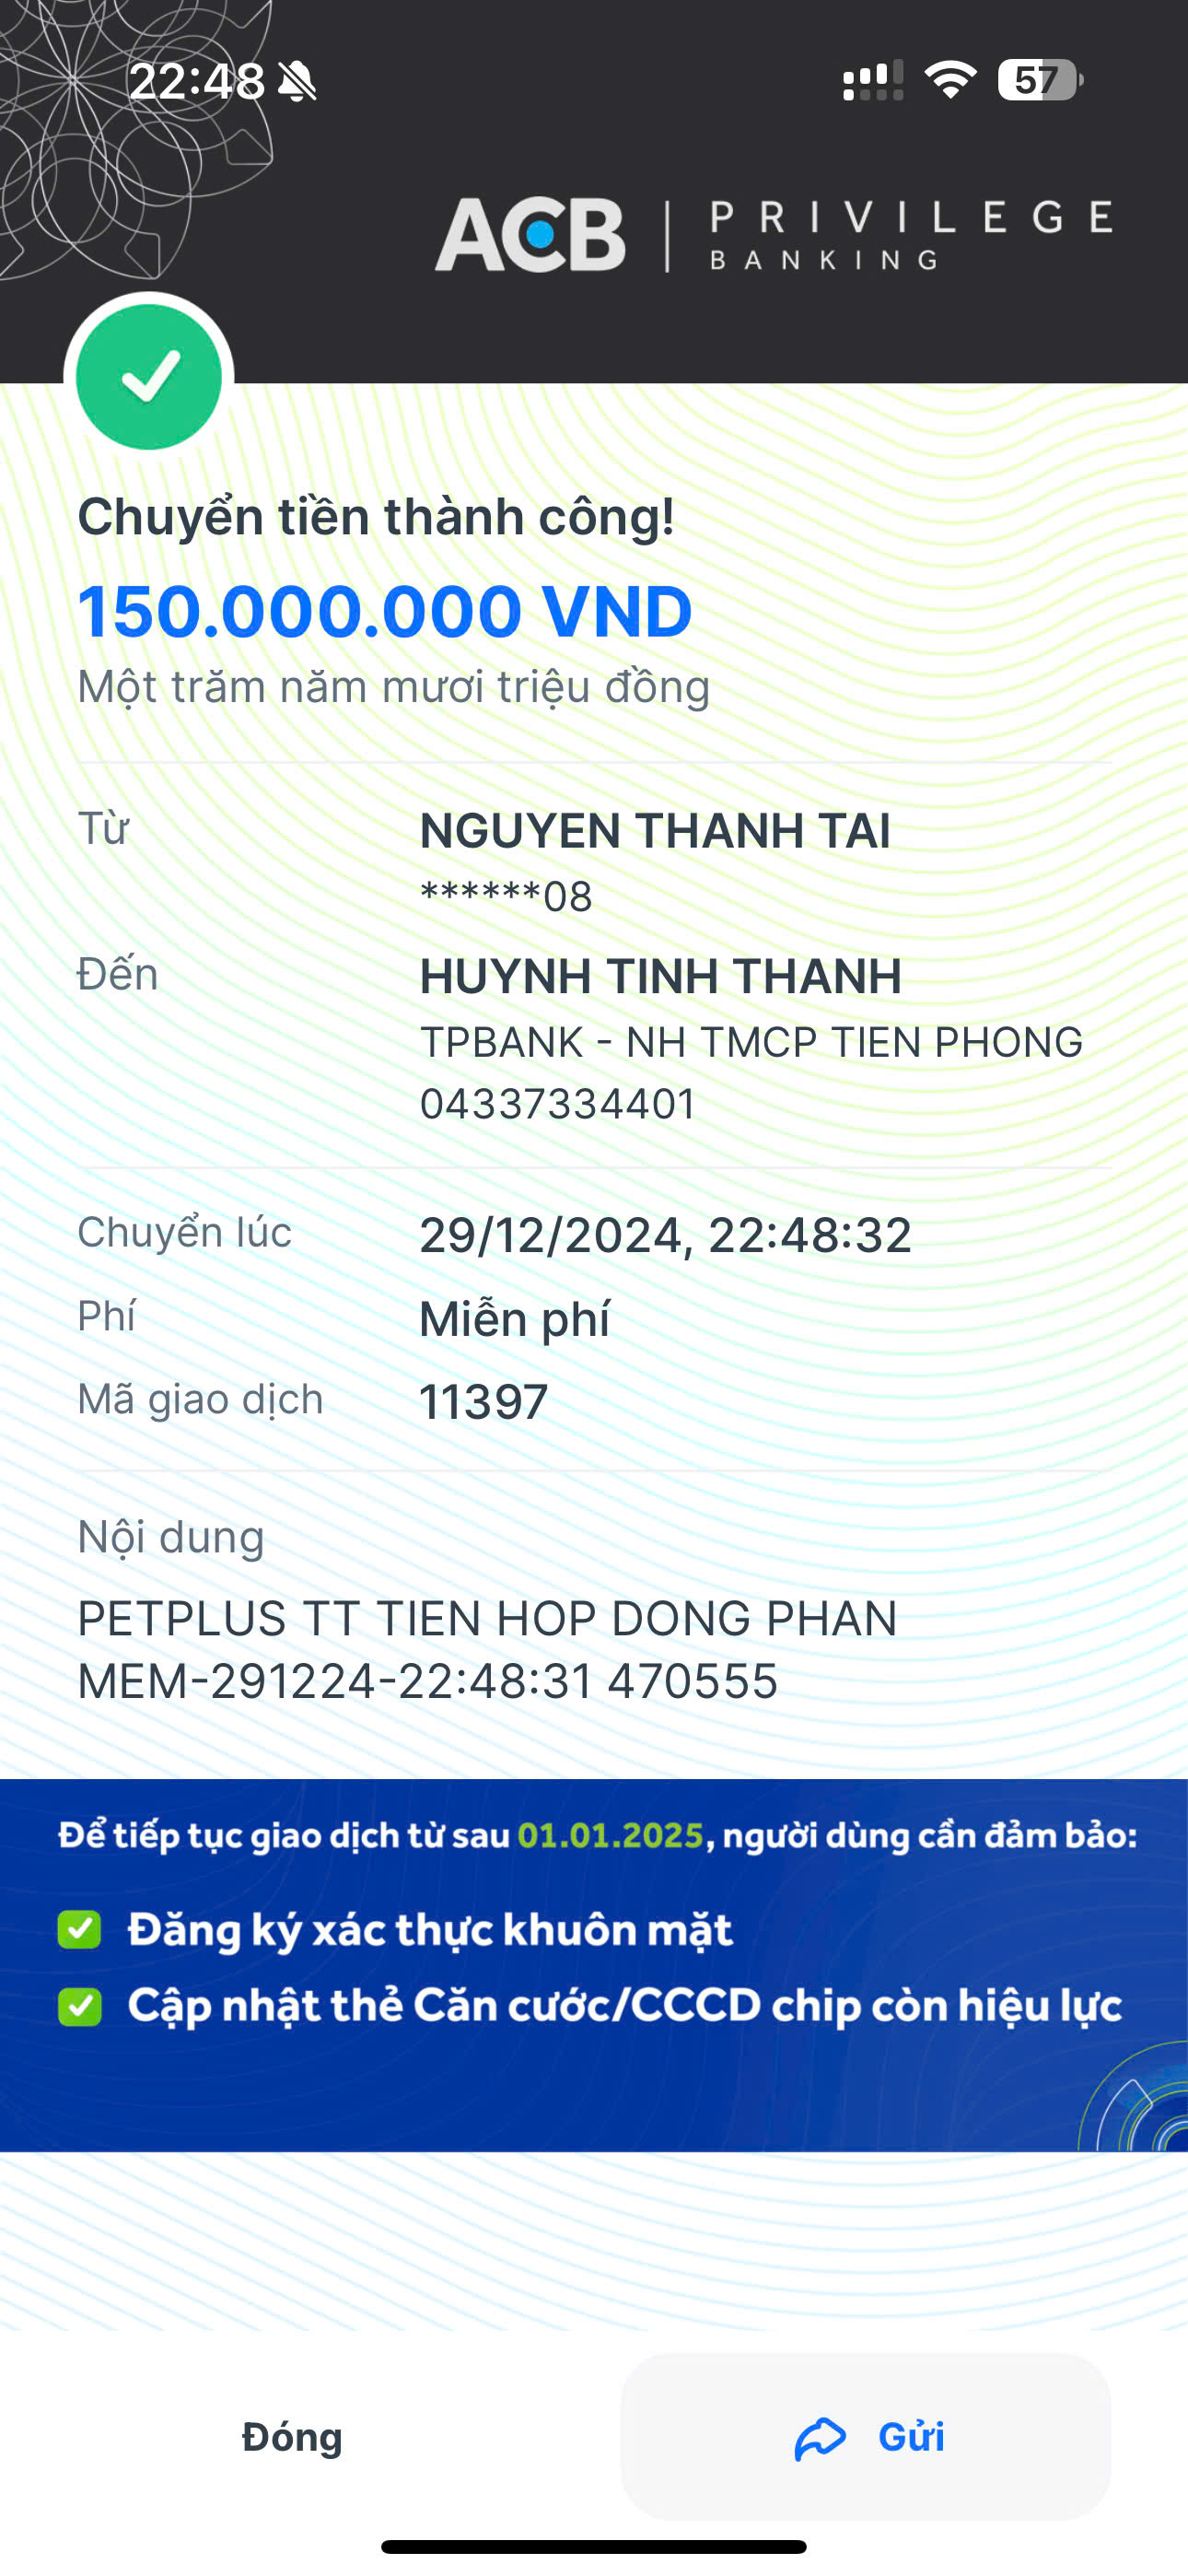 22:48
57
ACB | PRIVILEGE
BANKING
Chuyển tiền thành công!
150.000.000 VND
Một trăm năm mươi triệu đồng
Từ
NGUYEN THANH TAI
******08
Đến
HUYNH TINH THANH
TPBANK - NH TMCP TIEN PHONG
04337334401
Chuyển lúc
29/12/2024, 22:48:32
Phí
Miễn phí
Mã giao dịch
11397
Nội dung
PETPLUS TT TIEN HOP DONG PHAN
MEM-291224-22:48:31 470555
Để tiếp tục giao dịch từ sau 01.01.2025, người dùng cần đảm bảo:
Đăng ký xác thực khuôn mặt
Cập nhật thẻ Căn cước/CCCD chip còn hiệu lực
Đóng
Gửi